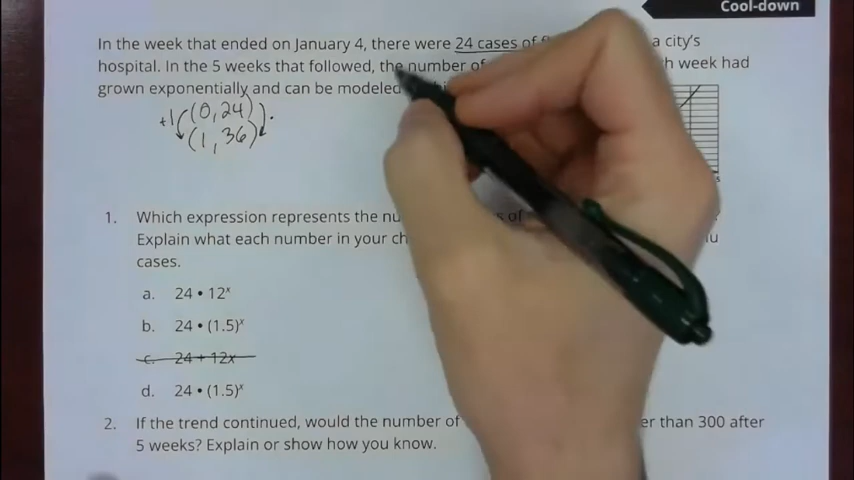 Cool-down
In the week that ended on January 4, there were 24 cases of a city's
hospital. In the 5 weeks that followed, the number of week had
grown exponentially and can be modeled
+1 (0,24) •
(1,36)
1. Which expression represents the of
Explain what each number in your
cases.
a. 24 • 12ˣ
b. 24 • (1.5)ˣ
c. 24 + 12x
d. 24 • (1.5)ˣ
2. If the trend continued, would the number of than 300 after
5 weeks? Explain or show how you know.